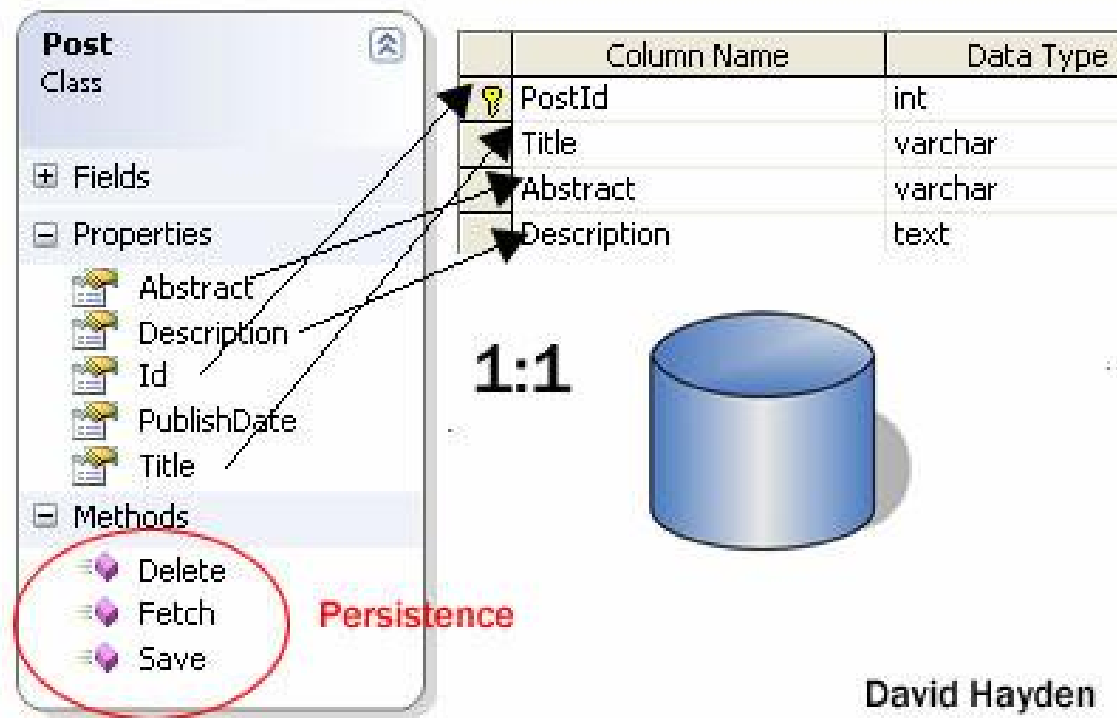 Post
Class
Fields
Properties
Abstract
Description
Id
PublishDate
Title
Methods
Delete
Fetch
Save
Persistence
Column Name Data Type
PostId int
Title varchar
Abstract varchar
Description text
1:1
David Hayden